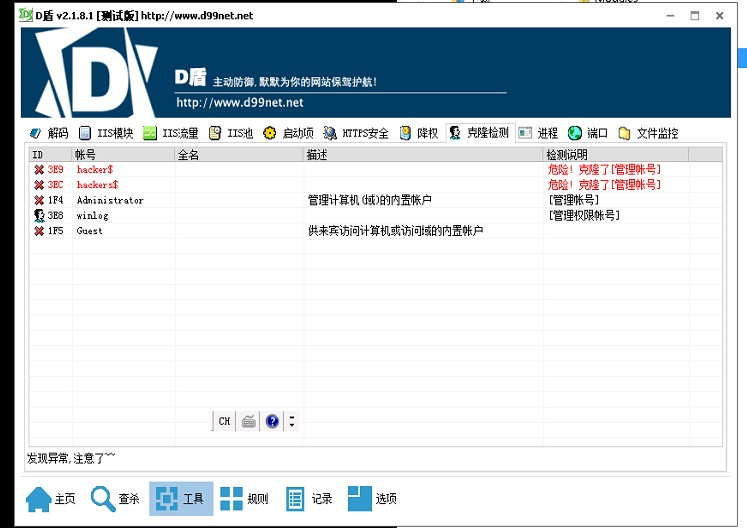 D盾 v2.1.8.1 [测试版] http://www.d99net.net
D盾 主动防御,默默为你的网站保驾护航!
http://www.d99net.net
解码 IIS模块 IIS流量 IIS池 启动项 HTTPS安全 降权 克隆检测 进程 端口 文件监控
ID 帐号 全名 描述 检测说明
3E9 hacker$ 危险! 克隆了[管理帐号]
3EC hackers$ 危险! 克隆了[管理帐号]
1F4 Administrator 管理计算机(域)的内置帐户 [管理帐号]
3E8 winlog [管理权限帐号]
1F5 Guest 供来宾访问计算机或访问域的内置帐户
CH
发现异常,注意了~~
主页 查杀 工具 规则 记录 选项